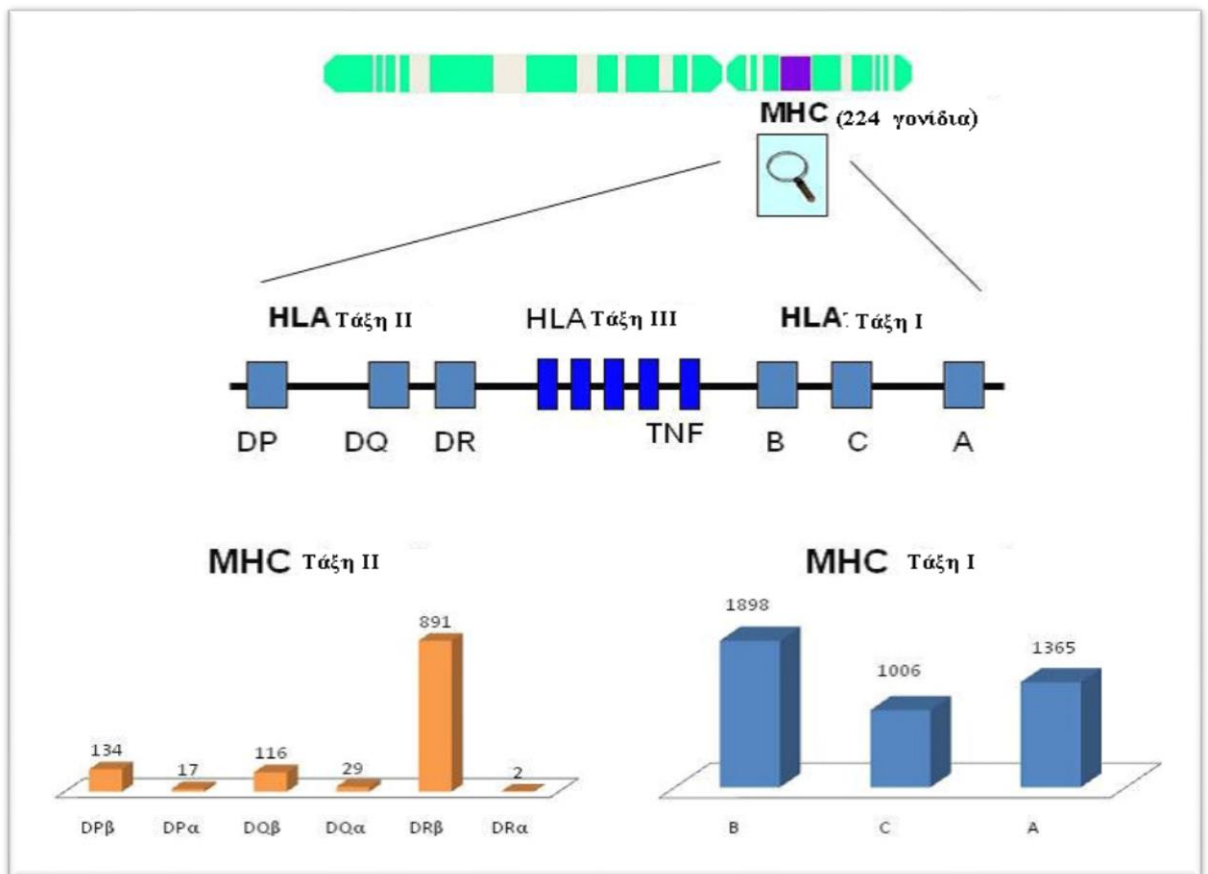 MHC (224 γονίδια)
HLA Τάξη II HLA Τάξη III HLA Τάξη I
DP DQ DR TNF B C A
MHC Τάξη II
134 17 116 29 891 2
DPβ DPα DQβ DQα DRβ DRα
MHC Τάξη I
1898 1006 1365
B C A